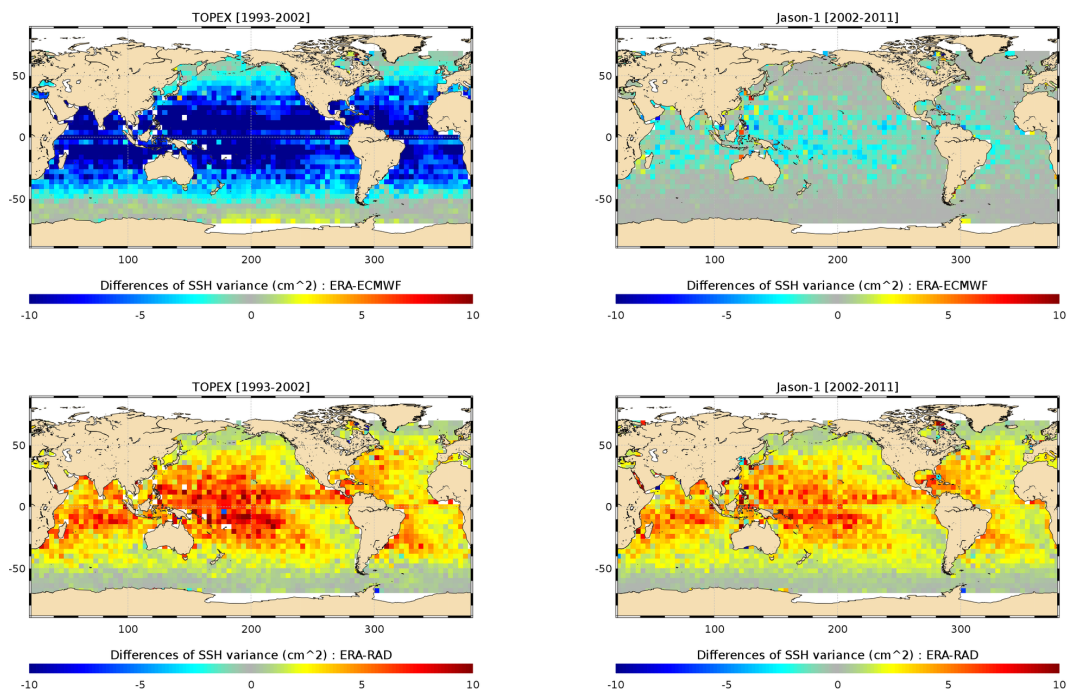 TOPEX [1993-2002]
50
0
-50
100 200 300
Differences of SSH variance (cm^2) : ERA-ECMWF
-10 -5 0 5 10
Jason-1 [2002-2011]
50
0
-50
100 200 300
Differences of SSH variance (cm^2) : ERA-ECMWF
-10 -5 0 5 10
TOPEX [1993-2002]
50
0
-50
100 200 300
Differences of SSH variance (cm^2) : ERA-RAD
-10 -5 0 5 10
Jason-1 [2002-2011]
50
0
-50
100 200 300
Differences of SSH variance (cm^2) : ERA-RAD
-10 -5 0 5 10